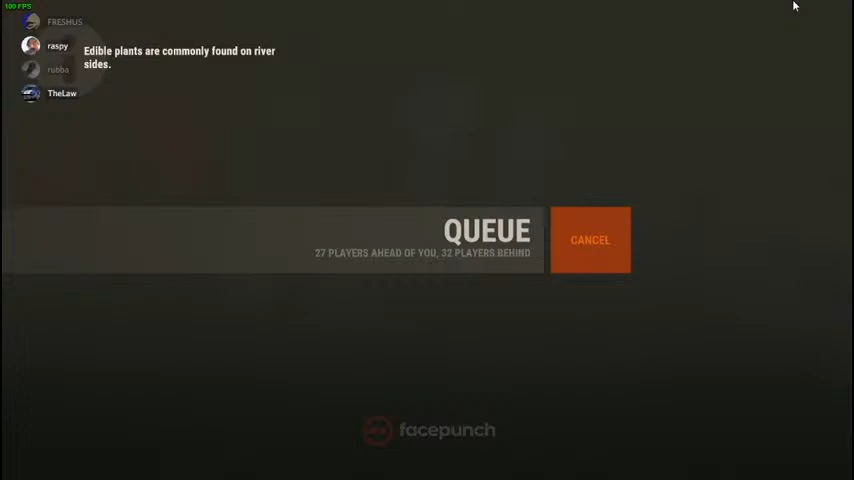 100 FPS
FRESHUS
raspy
rubba
TheLaw
Edible plants are commonly found on river
sides.
QUEUE
27 PLAYERS AHEAD OF YOU, 32 PLAYERS BEHIND
CANCEL
facepunch